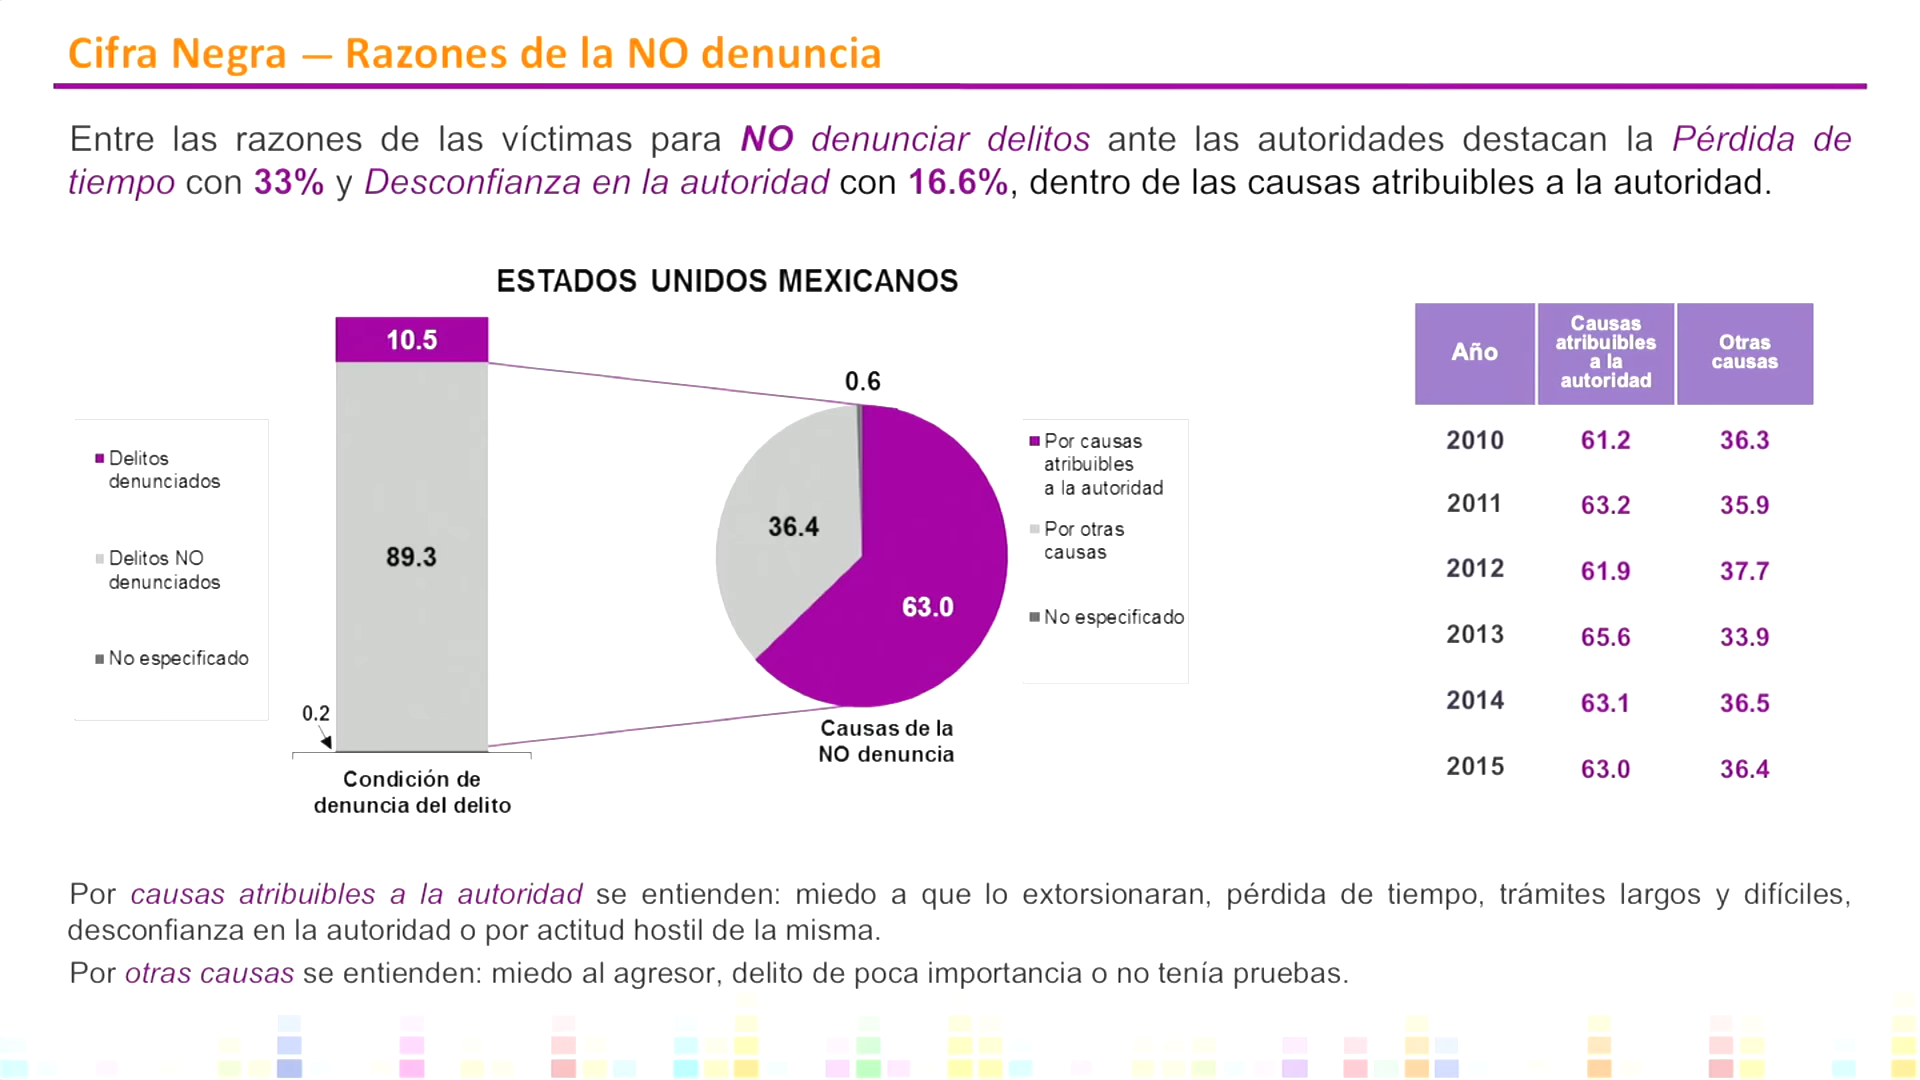 Cifra Negra — Razones de la NO denuncia
Entre las razones de las víctimas para NO denunciar delitos ante las autoridades destacan la Pérdida de
tiempo con 33% y Desconfianza en la autoridad con 16.6%, dentro de las causas atribuibles a la autoridad.
ESTADOS UNIDOS MEXICANOS
Delitos
denunciados
Delitos NO
denunciados
No especificado
10.5
89.3
0.2
Condición de
denuncia del delito
0.6
36.4
63.0
Causas de la
NO denuncia
Por causas
atribuibles
a la autoridad
Por otras
causas
No especificado
Año
Causas
atribuibles
a la
autoridad
Otras
causas
2010 61.2 36.3
2011 63.2 35.9
2012 61.9 37.7
2013 65.6 33.9
2014 63.1 36.5
2015 63.0 36.4
Por causas atribuibles a la autoridad se entienden: miedo a que lo extorsionaran, pérdida de tiempo, trámites largos y difíciles,
desconfianza en la autoridad o por actitud hostil de la misma.
Por otras causas se entienden: miedo al agresor, delito de poca importancia o no tenía pruebas.